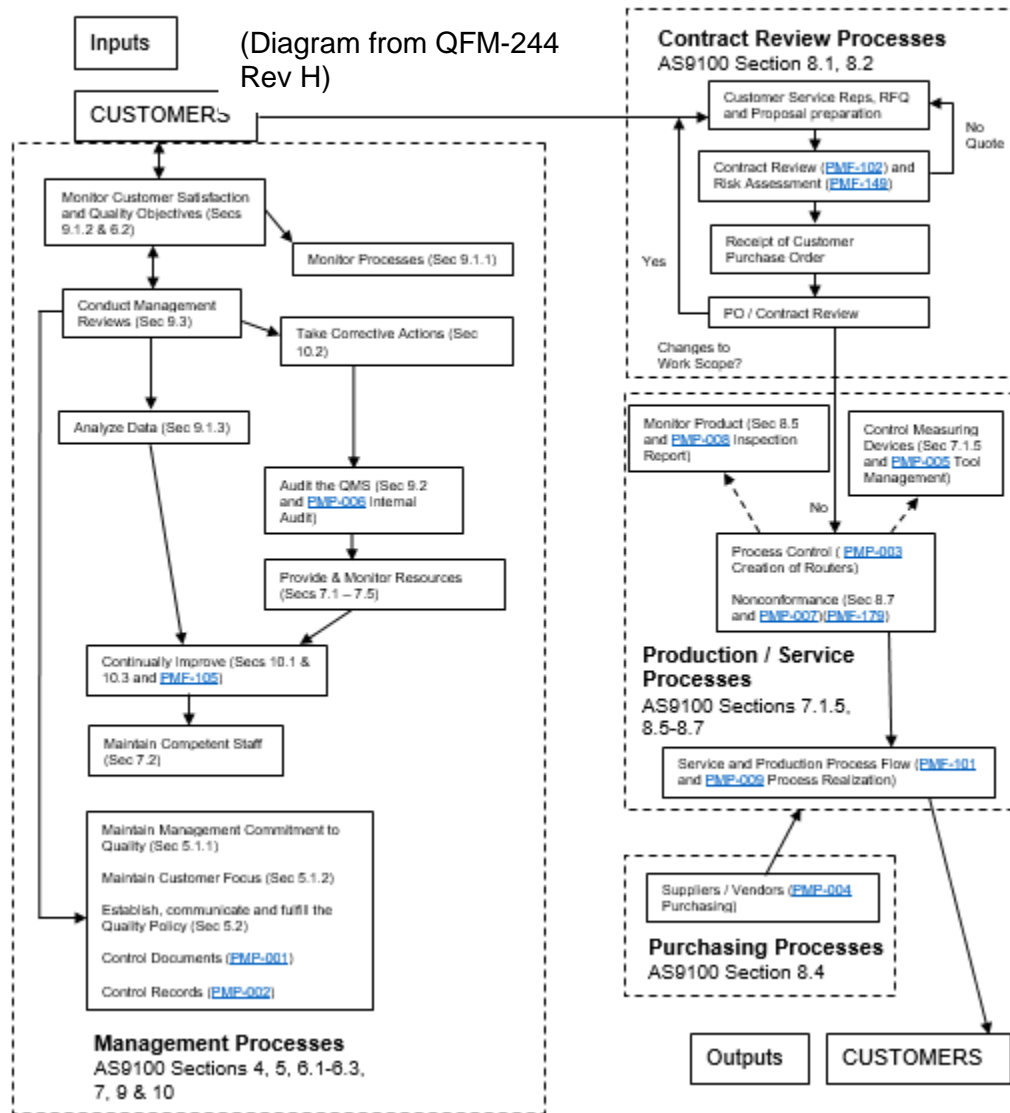 Inputs
(Diagram from QFM-244
Rev H)
CUSTOMERS
Monitor Customer Satisfaction
and Quality Objectives (Secs
9.1.2 & 6.2)
Monitor Processes (Sec 9.1.1)
Conduct Management
Reviews (Sec 9.3)
Take Corrective Actions (Sec
10.2)
Analyze Data (Sec 9.1.3)
Audit the QMS (Sec 9.2
and PMP-006 Internal
Audit)
Provide & Monitor Resources
(Secs 7.1 – 7.5)
Continually Improve (Secs 10.1 &
10.3 and PMF-105)
Maintain Competent Staff
(Sec 7.2)
Maintain Management Commitment to
Quality (Sec 5.1.1)
Maintain Customer Focus (Sec 5.1.2)
Establish, communicate and fulfill the
Quality Policy (Sec 5.2)
Control Documents (PMP-001)
Control Records (PMP-002)
Management Processes
AS9100 Sections 4, 5, 6.1-6.3,
7, 9 & 10
Contract Review Processes
AS9100 Section 8.1, 8.2
Customer Service Reps, RFQ
and Proposal preparation
No
Quote
Contract Review (PMF-102) and
Risk Assessment (PMF-149)
Receipt of Customer
Purchase Order
Yes
PO / Contract Review
Changes to
Work Scope?
Monitor Product (Sec 8.5
and PMP-008 Inspection
Report)
Control Measuring
Devices (Sec 7.1.5
and PMP-005 Tool
Management)
No
Process Control ( PMP-003
Creation of Routers)
Nonconformance (Sec 8.7
and PMP-007)(PMF-179)
Production / Service
Processes
AS9100 Sections 7.1.5,
8.5-8.7
Service and Production Process Flow (PMF-101
and PMP-009 Process Realization)
Suppliers / Vendors (PMP-004
Purchasing)
Purchasing Processes
AS9100 Section 8.4
Outputs
CUSTOMERS